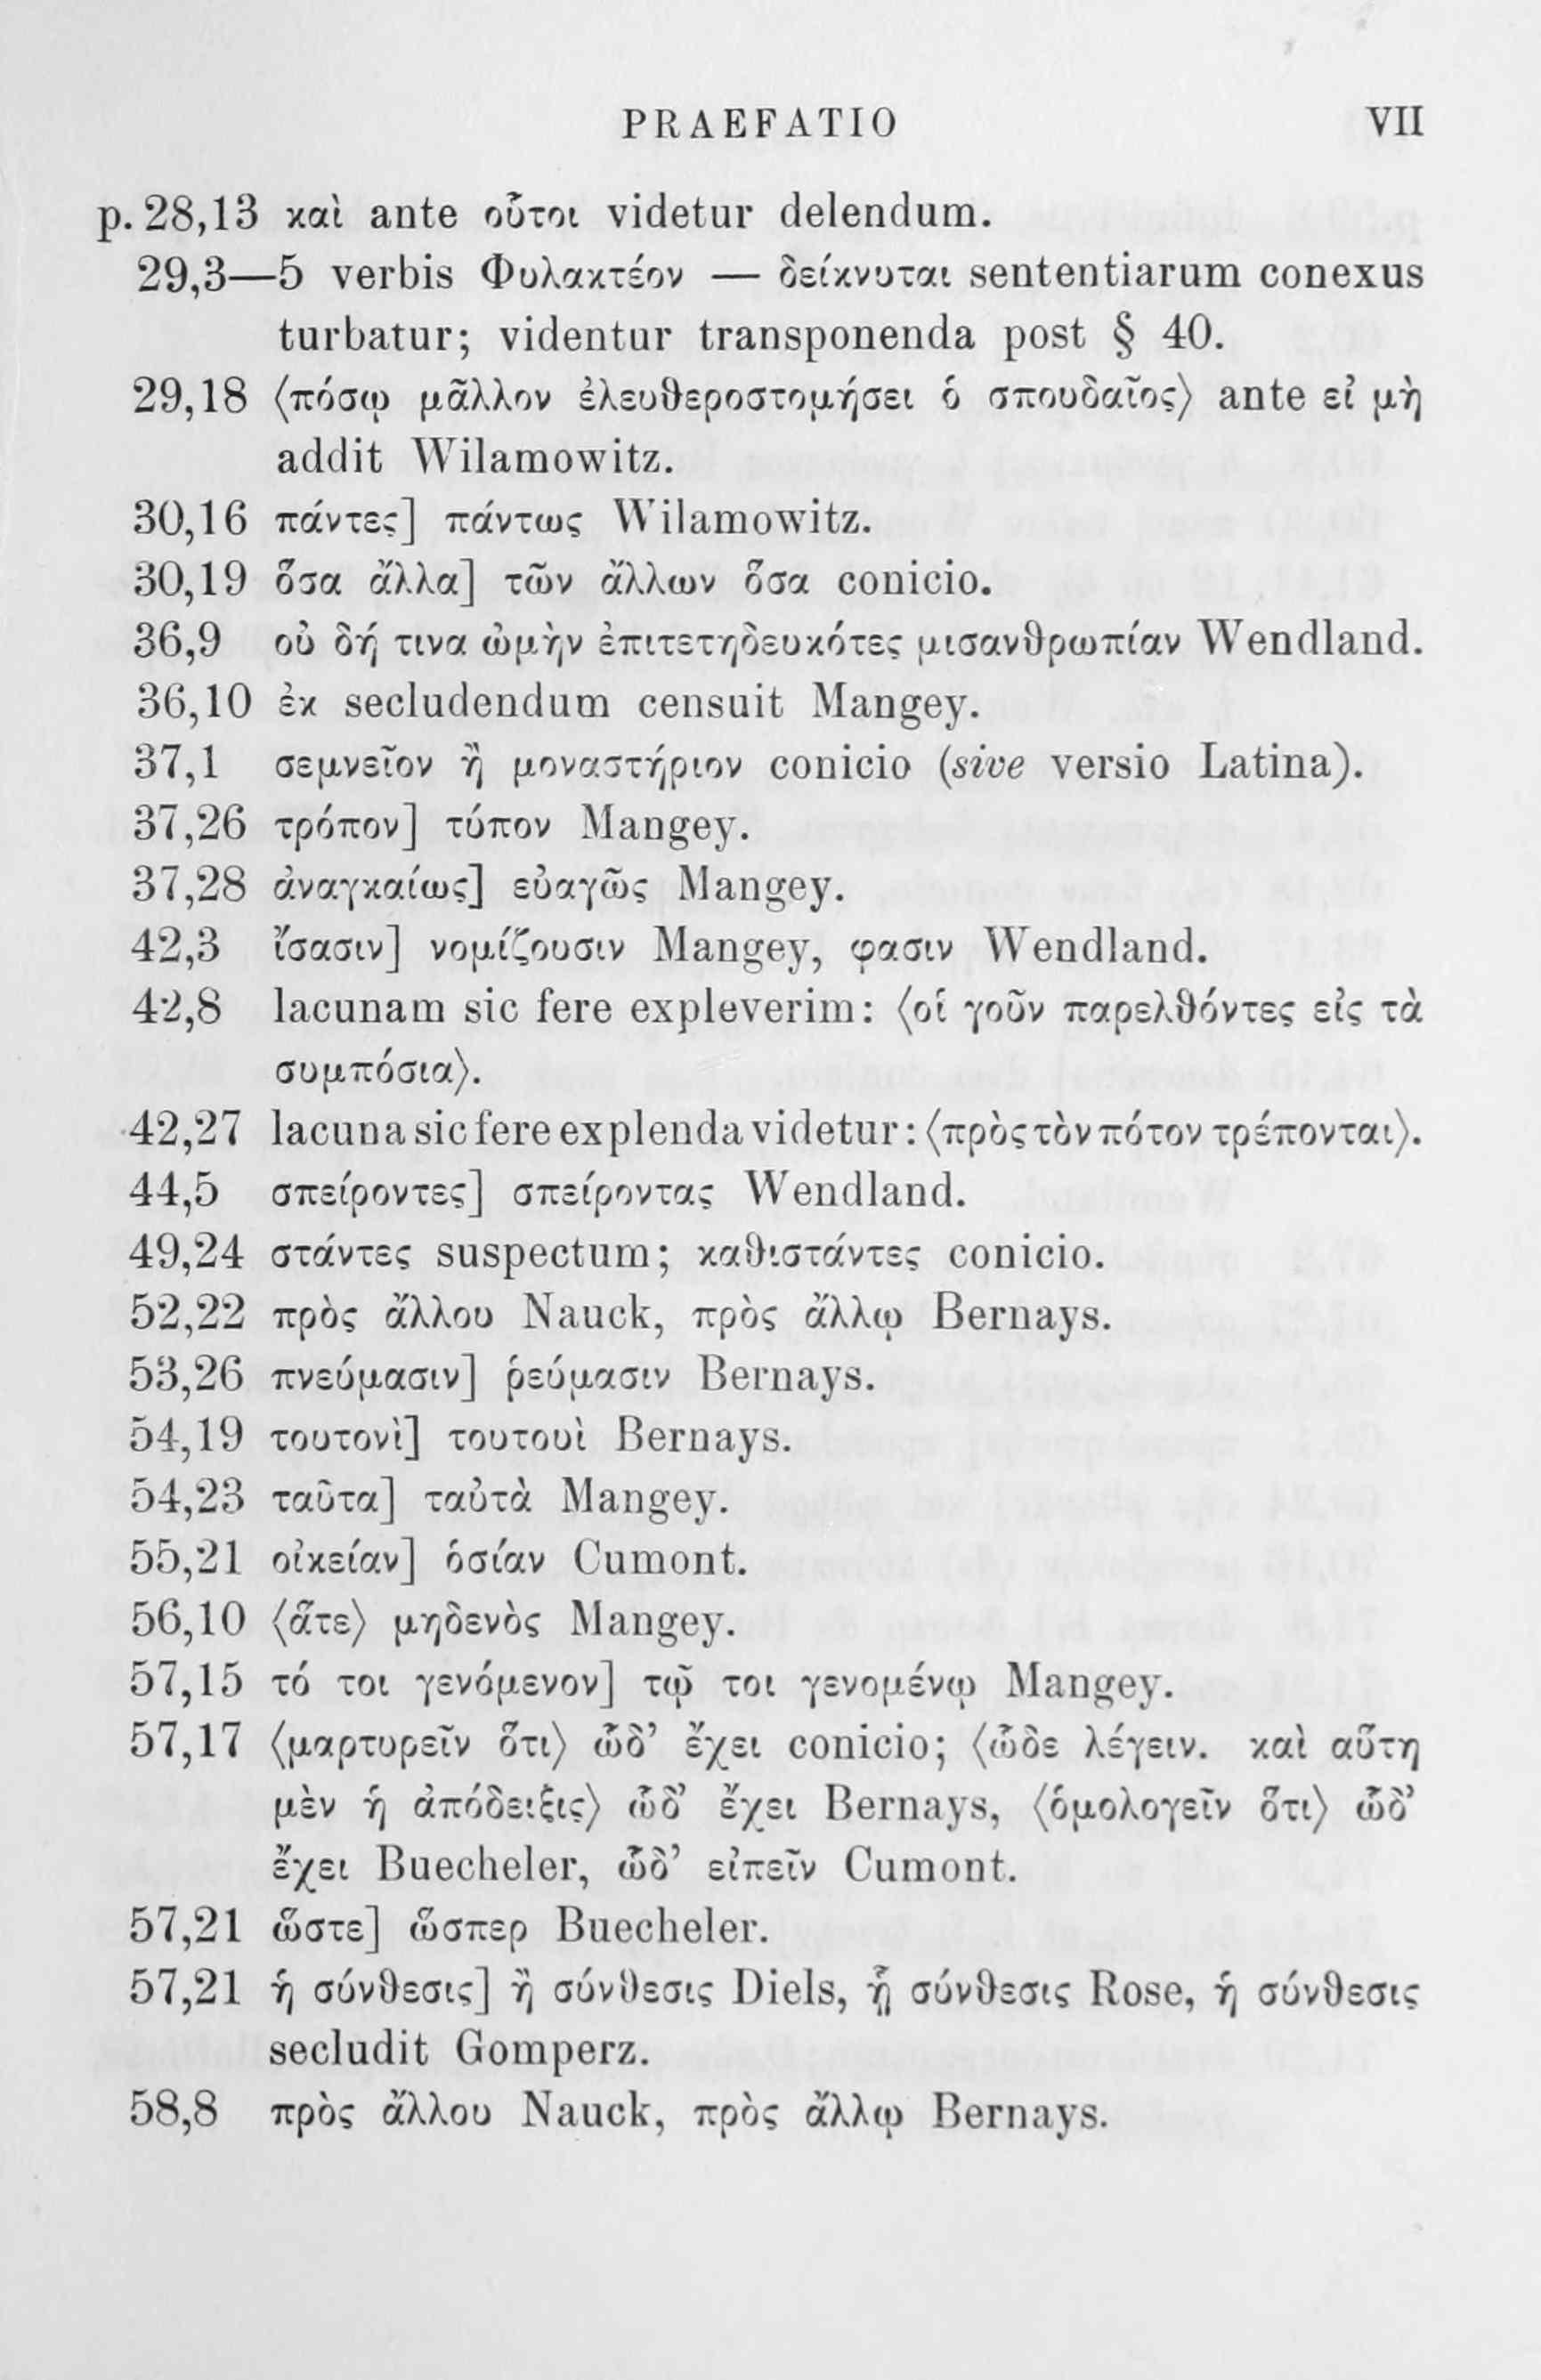 PRAEFATIO VII
p. 28,13 καὶ ante οὗτοι videtur delendum.
29,3—5 verbis Φυλακτέον — δείκνυται sententiarum conexus
turbatur; videntur transponenda post § 40.
29,18 ⟨πόσῳ μᾶλλον ἐλευθεροστομήσει ὁ σπουδαῖος⟩ ante εἰ μὴ
addit Wilamowitz.
30,16 πάντες] πάντως Wilamowitz.
30,19 ὅσα ἄλλα] τῶν ἄλλων ὅσα conicio.
36,9 οὐ δή τινα ὠμὴν ἐπιτετηδευκότες μισανθρωπίαν Wendland.
36,10 ἐκ secludendum censuit Mangey.
37,1 σεμνεῖον ἢ μοναστήριον conicio (sive versio Latina).
37,26 τρόπον] τύπον Mangey.
37,28 ἀναγκαίως] εὐαγῶς Mangey.
42,3 ἴσασιν] νομίζουσιν Mangey, φασιν Wendland.
42,8 lacunam sic fere expleverim: ⟨οἱ γοῦν παρελθόντες εἰς τὰ
συμπόσια⟩.
42,27 lacuna sic fere explenda videtur: ⟨πρὸς τὸν πότον τρέπονται⟩.
44,5 σπείροντες] σπείροντας Wendland.
49,24 στάντες suspectum; καθιστάντες conicio.
52,22 πρὸς ἄλλου Nauck, πρὸς ἄλλῳ Bernays.
53,26 πνεύμασιν] ῥεύμασιν Bernays.
54,19 τουτονὶ] τουτουὶ Bernays.
54,23 ταῦτα] ταὐτὰ Mangey.
55,21 οἰκείαν] ὁσίαν Cumont.
56,10 ⟨ἅτε⟩ μηδενὸς Mangey.
57,15 τό τοι γενόμενον] τῷ τοι γενομένῳ Mangey.
57,17 ⟨μαρτυρεῖν ὅτι⟩ ὧδ’ ἔχει conicio; ⟨ὧδε λέγειν. καὶ αὕτη
μὲν ἡ ἀπόδειξις⟩ ὧδ’ ἔχει Bernays, ⟨ὁμολογεῖν ὅτι⟩ ὧδ’
ἔχει Buecheler, ὧδ’ εἰπεῖν Cumont.
57,21 ὥστε] ὥσπερ Buecheler.
57,21 ἡ σύνθεσις] ἢ σύνθεσις Diels, ᾗ σύνθεσις Rose, ἡ σύνθεσις
secludit Gomperz.
58,8 πρὸς ἄλλου Nauck, πρὸς ἄλλῳ Bernays.